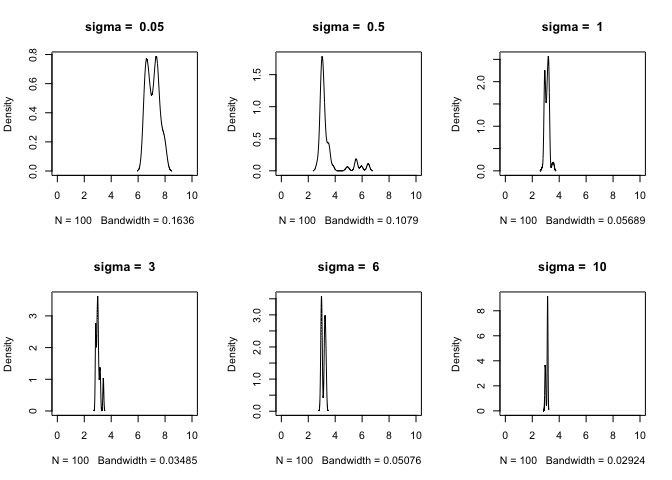 sigma = 0.05
Density
0.0 0.2 0.4 0.6 0.8
0 2 4 6 8 10
N = 100 Bandwidth = 0.1636
sigma = 0.5
Density
0.0 0.5 1.0 1.5
0 2 4 6 8 10
N = 100 Bandwidth = 0.1079
sigma = 1
Density
0.0 1.0 2.0
0 2 4 6 8 10
N = 100 Bandwidth = 0.05689
sigma = 3
Density
0 1 2 3
0 2 4 6 8 10
N = 100 Bandwidth = 0.03485
sigma = 6
Density
0.0 1.0 2.0 3.0
0 2 4 6 8 10
N = 100 Bandwidth = 0.05076
sigma = 10
Density
0 2 4 6 8
0 2 4 6 8 10
N = 100 Bandwidth = 0.02924